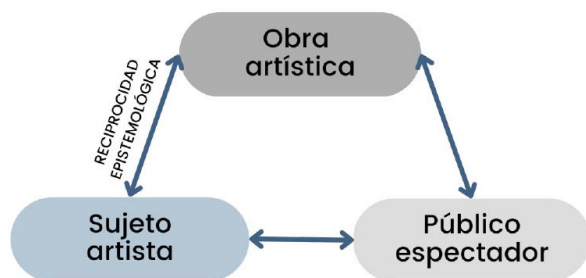 Obra
artística
RECIPROCIDAD
EPISTEMOLÓGICA
Sujeto
artista
Público
espectador